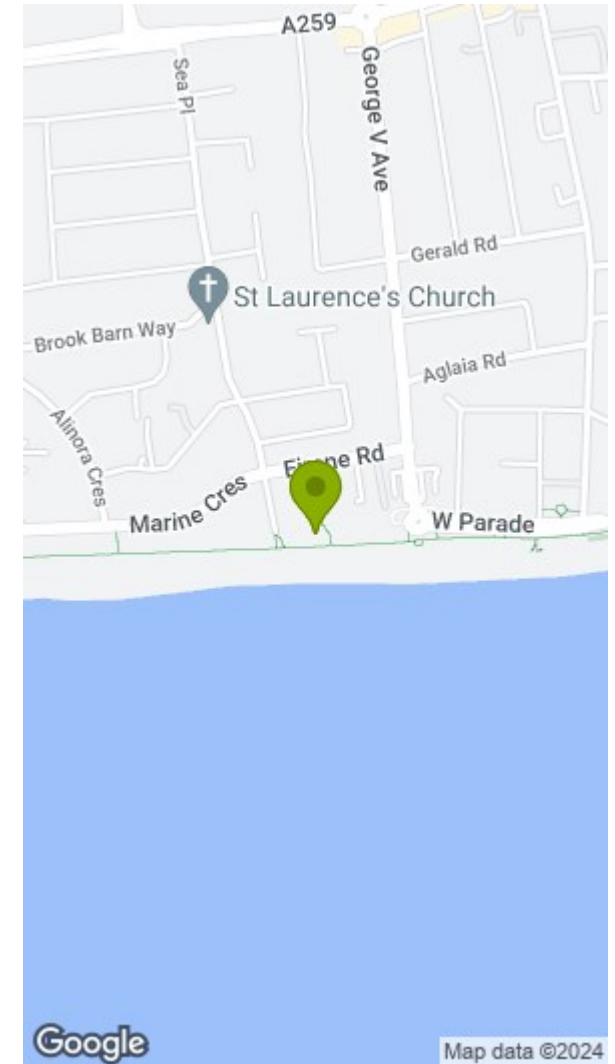 A259
Sea Pl
George V Ave
Gerald Rd
St Laurence's Church
Brook Barn Way
Aglaia Rd
Alinora Cres
Rd
Marine Cres
W Parade
Google
Map data ©2024